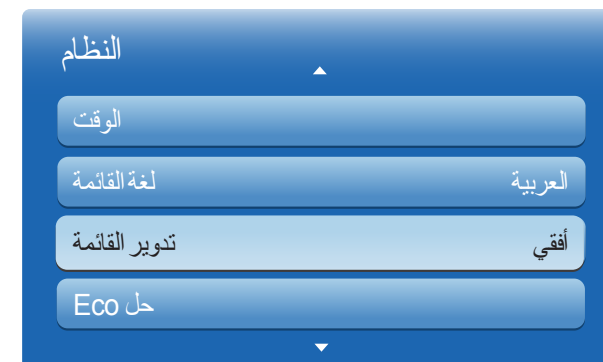 النظام
الوقت
لغة القائمة العربية
تدوير القائمة أفقي
حل Eco